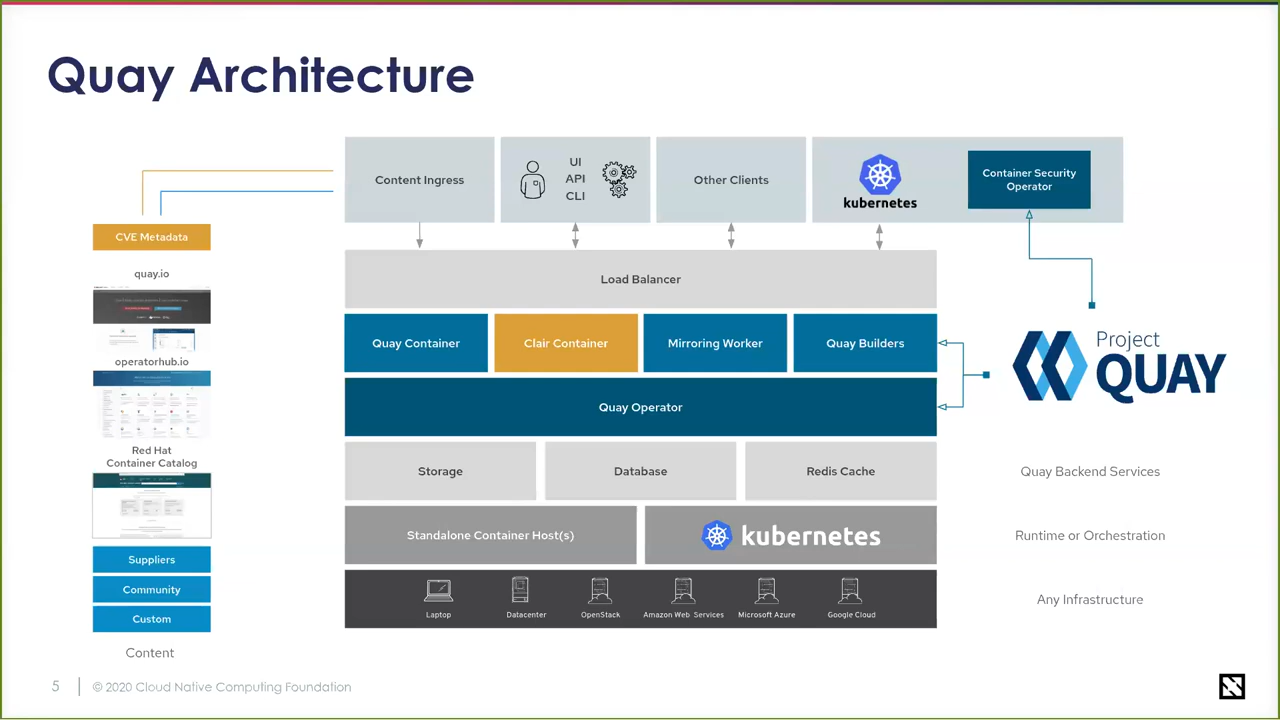 Quay Architecture
Content Ingress
UI
API
CLI
Other Clients
kubernetes
Container Security
Operator
CVE Metadata
quay.io
operatorhub.io
Red Hat
Container Catalog
Suppliers
Community
Custom
Content
Load Balancer
Quay Container
Clair Container
Mirroring Worker
Quay Builders
Quay Operator
Storage
Database
Redis Cache
Standalone Container Host(s)
kubernetes
Laptop
Datacenter
OpenStack
Amazon Web Services
Microsoft Azure
Google Cloud
Project
QUAY
Quay Backend Services
Runtime or Orchestration
Any Infrastructure
5
© 2020 Cloud Native Computing Foundation